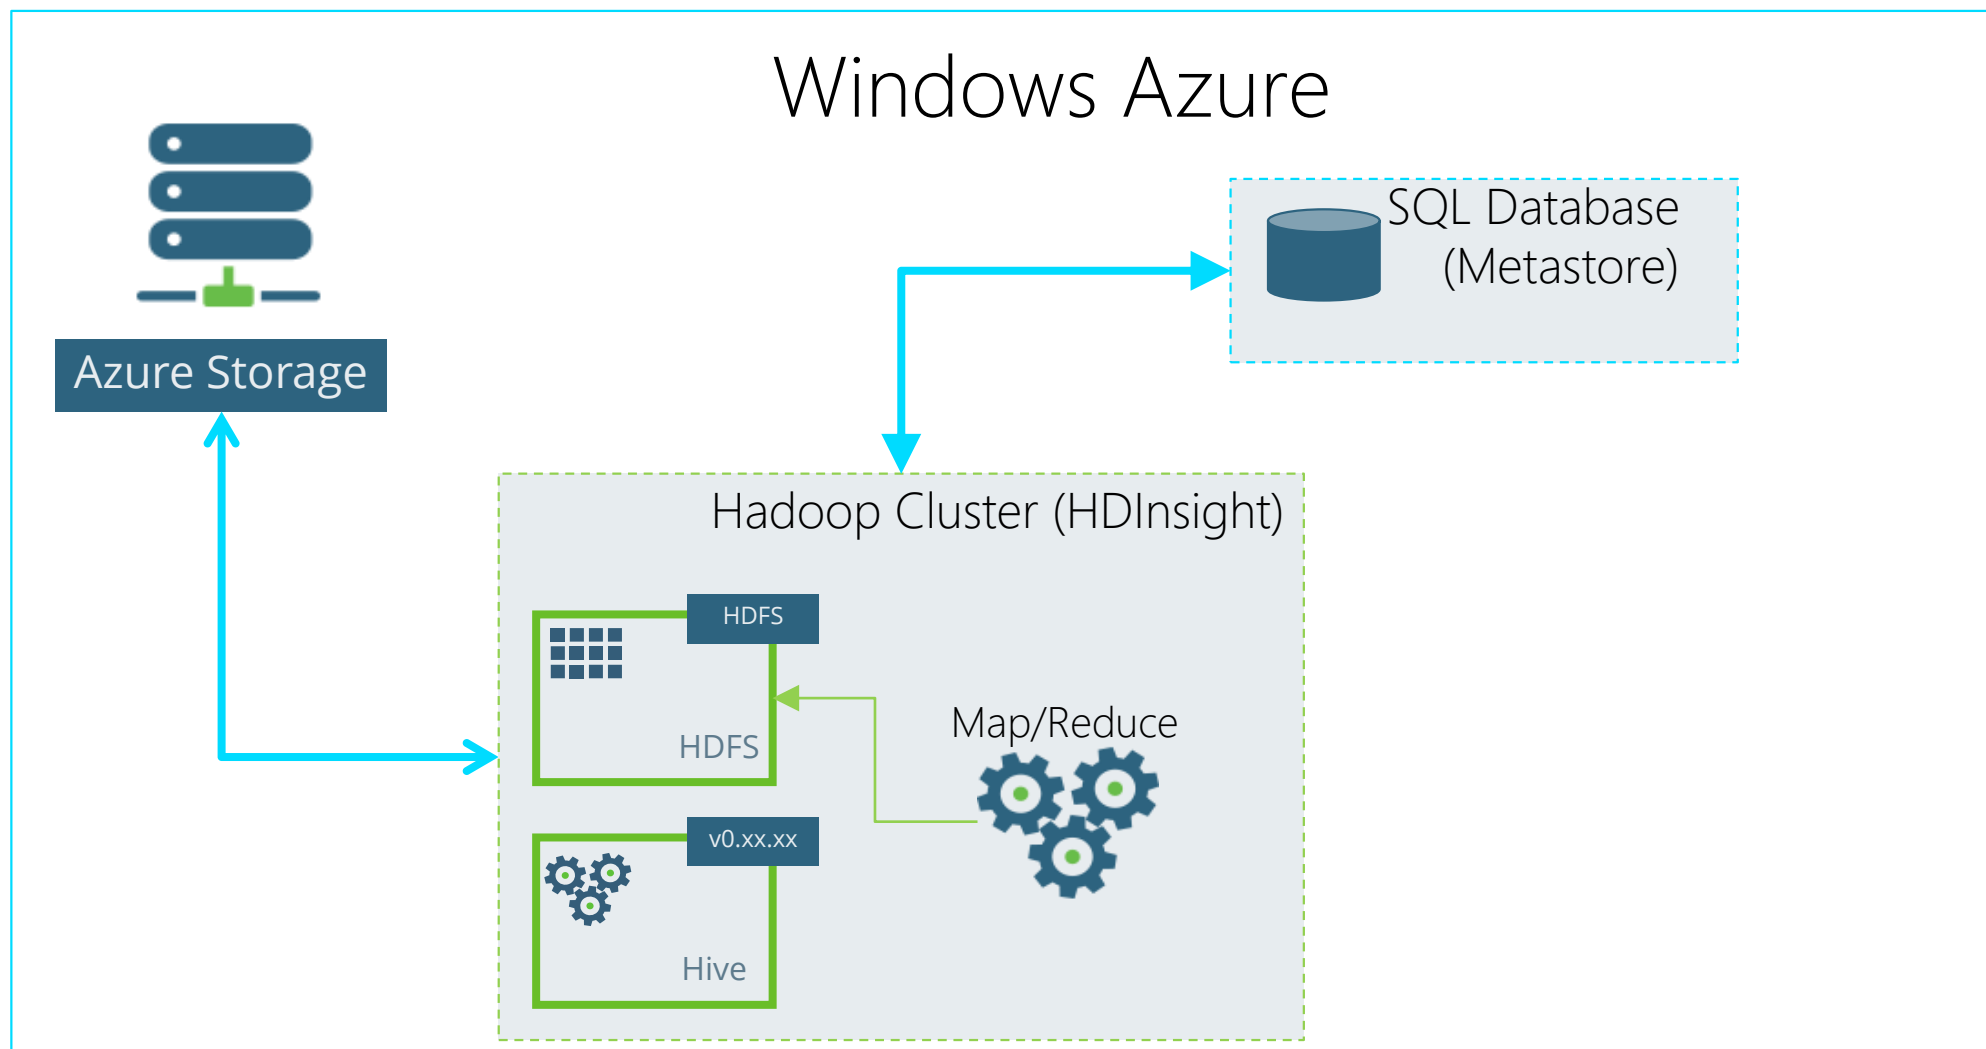 Windows Azure
SQL Database
(Metastore)
Azure Storage
Hadoop Cluster (HDInsight)
HDFS
HDFS
Map/Reduce
v0.xx.xx
Hive